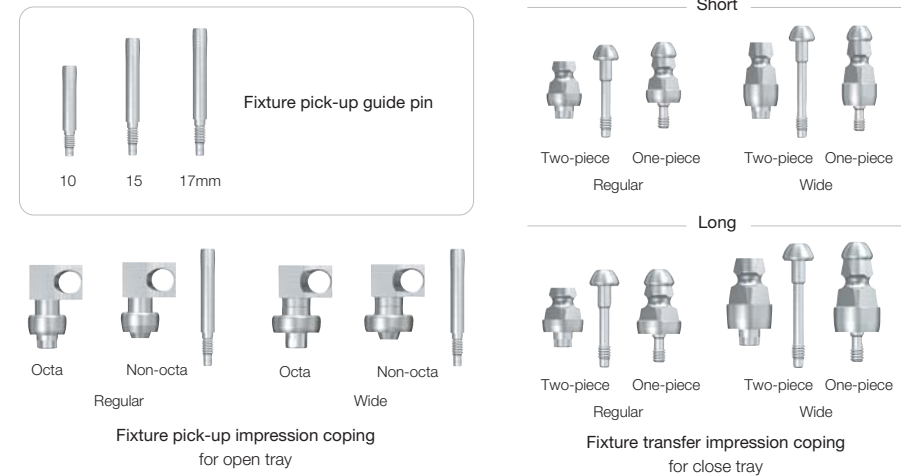 Fixture pick-up guide pin
10 15 17mm
Octa Non-octa Octa Non-octa
Regular Wide
Fixture pick-up impression coping
for open tray
Short
Two-piece One-piece Two-piece One-piece
Regular Wide
Long
Two-piece One-piece Two-piece One-piece
Regular Wide
Fixture transfer impression coping
for close tray